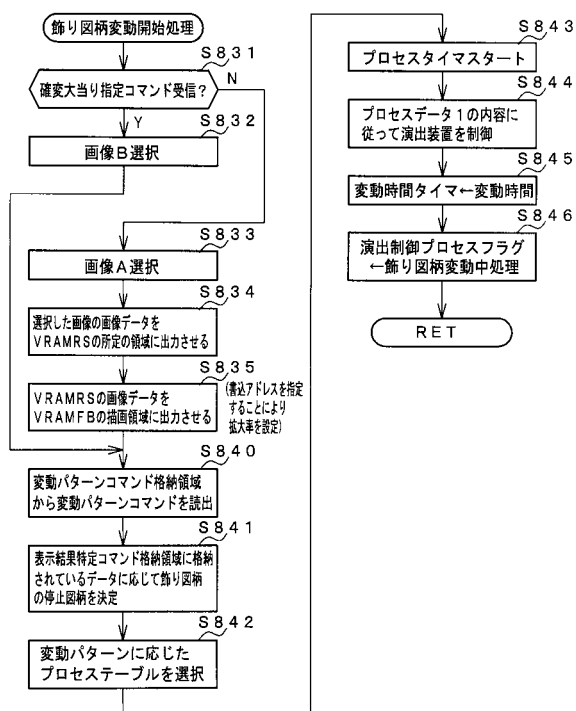 飾り図柄変動開始処理
S831
確変大当り指定コマンド受信?
N
Y
S832
画像B選択
S833
画像A選択
S834
選択した画像の画像データを
VRAMRSの所定の領域に出力させる
S835
VRAMRSの画像データを
VRAMFBの描画領域に出力させる
(書込アドレスを指定
することにより
拡大率を設定)
S840
変動パターンコマンド格納領域
から変動パターンコマンドを読出
S841
表示結果特定コマンド格納領域に格納
されているデータに応じて飾り図柄
の停止図柄を決定
S842
変動パターンに応じた
プロセステーブルを選択
S843
プロセスタイマスタート
S844
プロセスデータ1の内容に
従って演出装置を制御
S845
変動時間タイマ←変動時間
S846
演出制御プロセスフラグ
←飾り図柄変動中処理
RET